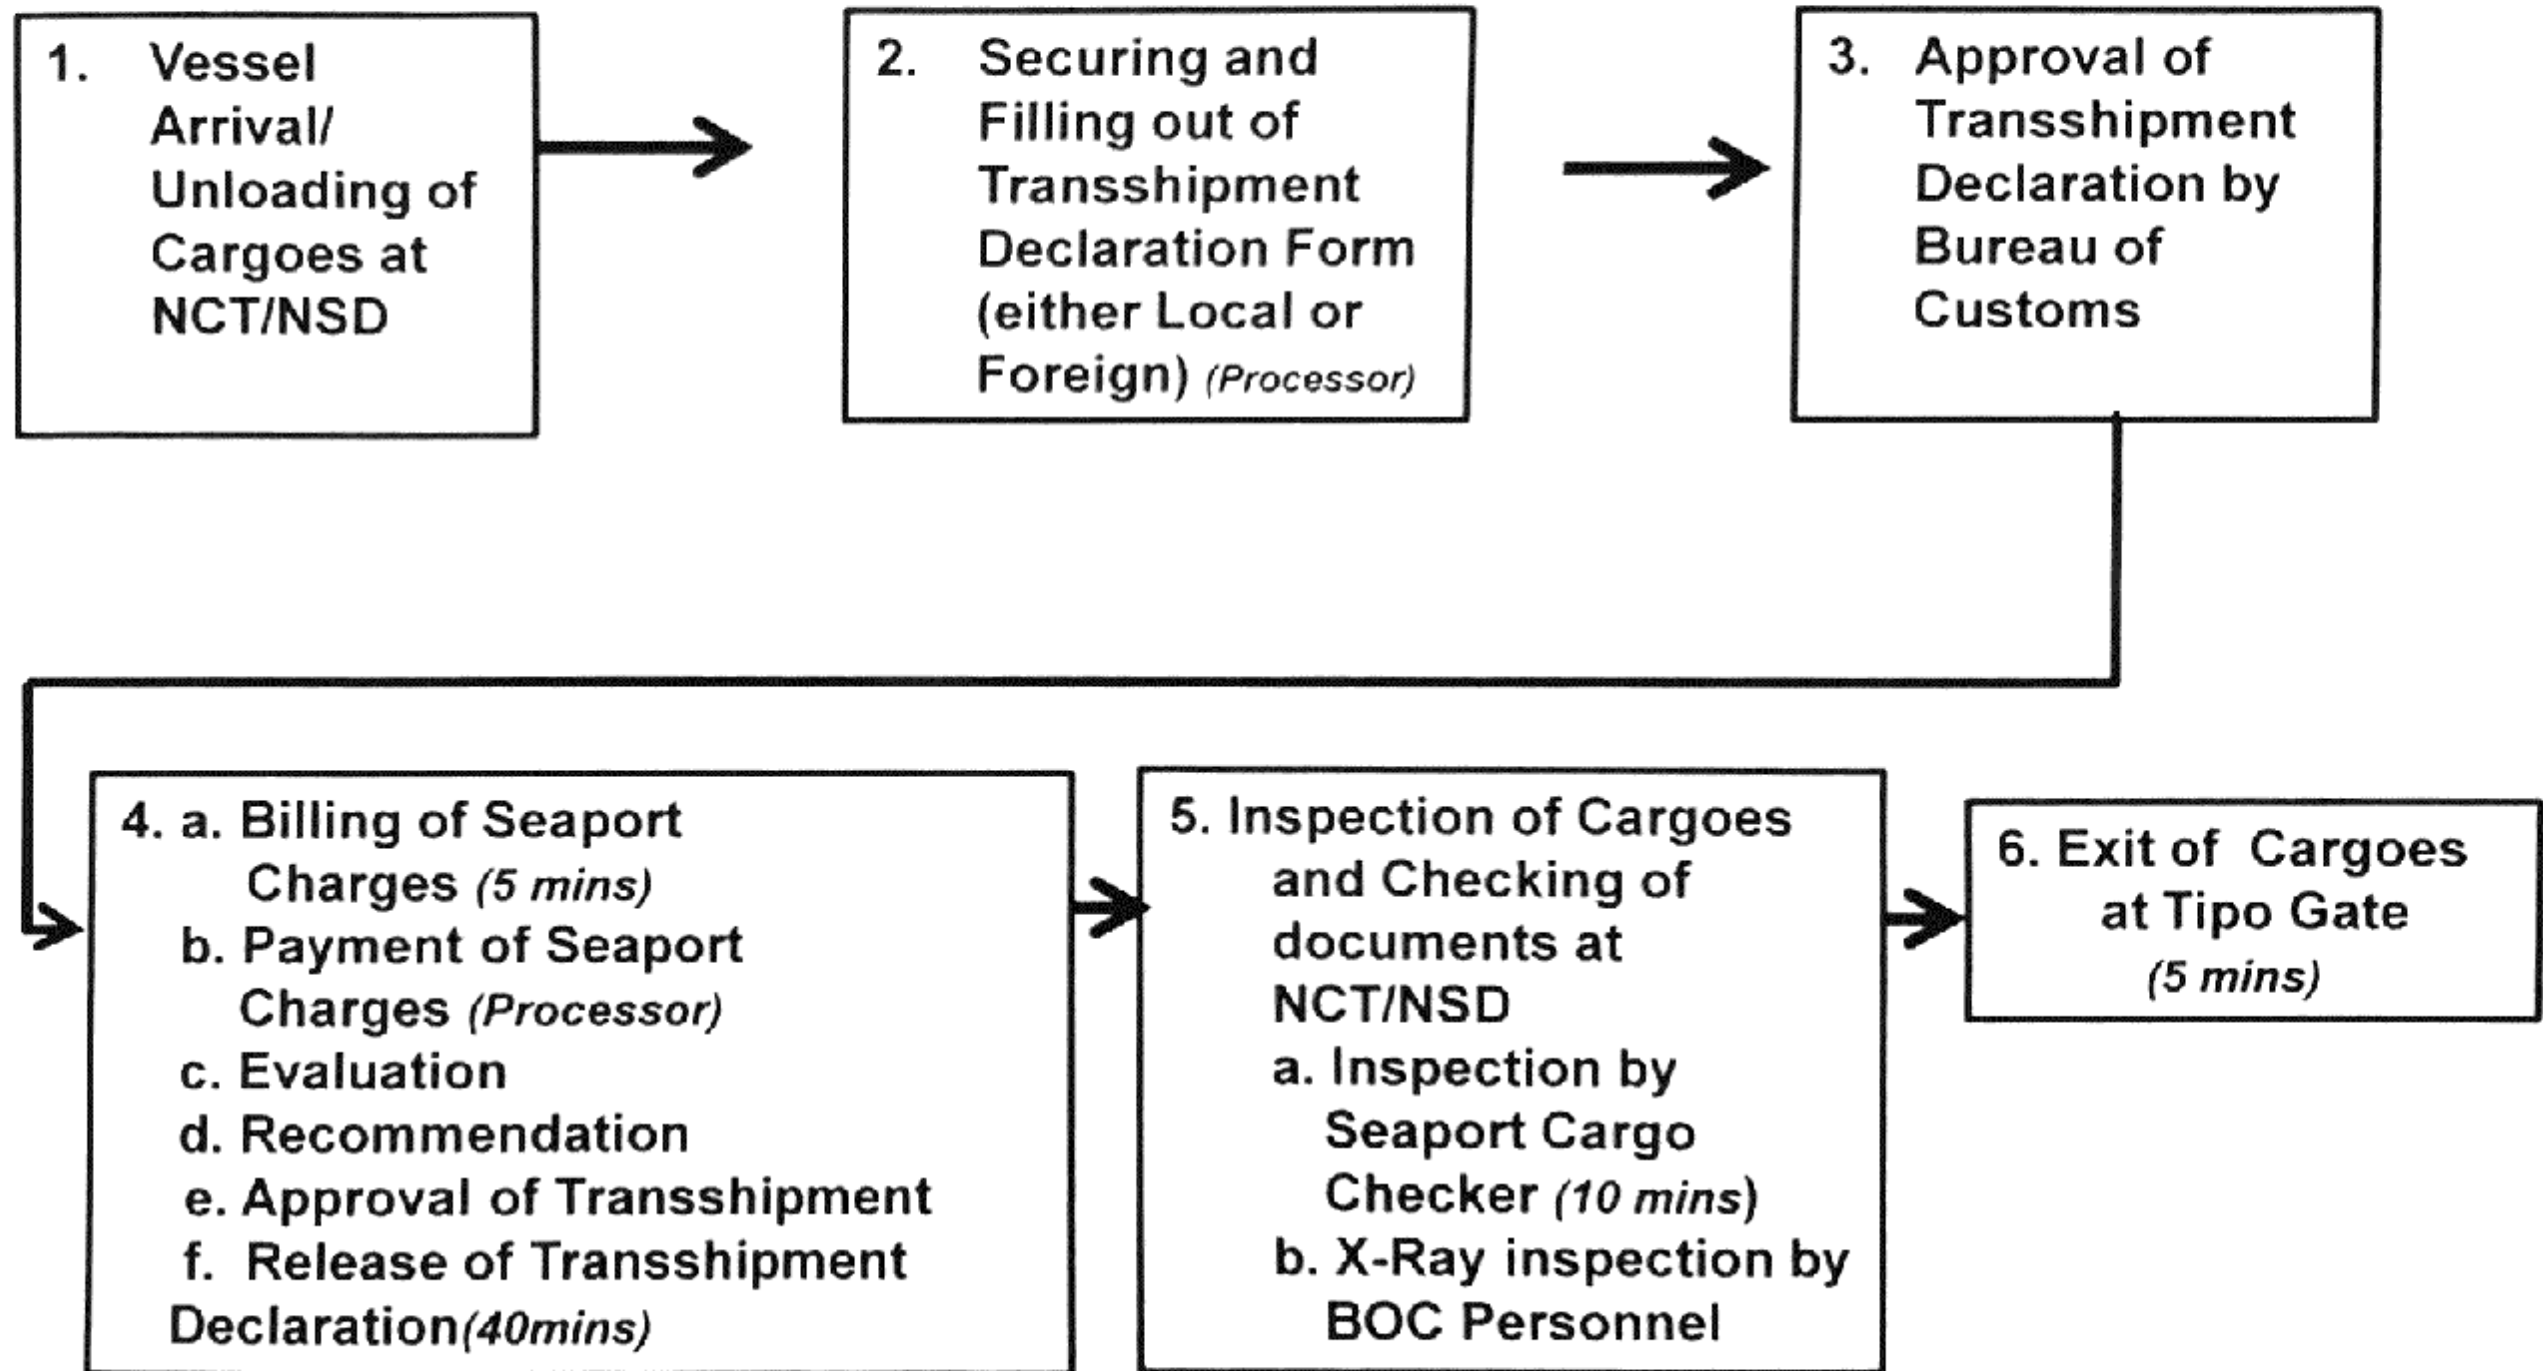 1. Vessel
Arrival/
Unloading of
Cargoes at
NCT/NSD
2. Securing and
Filling out of
Transshipment
Declaration Form
(either Local or
Foreign) (Processor)
3. Approval of
Transshipment
Declaration by
Bureau of
Customs
4. a. Billing of Seaport
Charges (5 mins)
b. Payment of Seaport
Charges (Processor)
c. Evaluation
d. Recommendation
e. Approval of Transshipment
f. Release of Transshipment
Declaration(40mins)
5. Inspection of Cargoes
and Checking of
documents at
NCT/NSD
a. Inspection by
Seaport Cargo
Checker (10 mins)
b. X-Ray inspection by
BOC Personnel
6. Exit of Cargoes
at Tipo Gate
(5 mins)